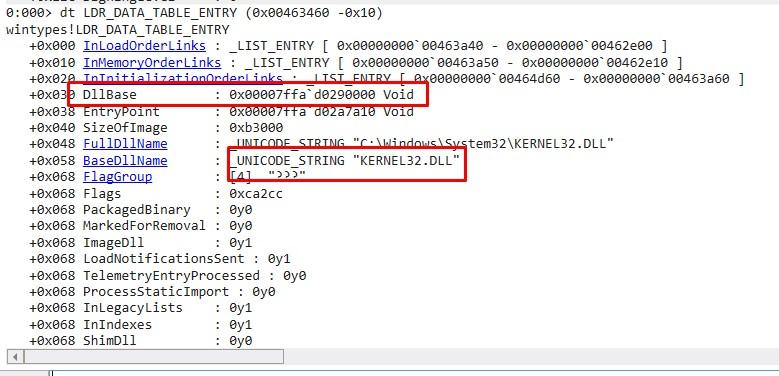 0:000> dt LDR_DATA_TABLE_ENTRY (0x00463460 -0x10)
wintypes!LDR_DATA_TABLE_ENTRY
+0x000 InLoadOrderLinks : _LIST_ENTRY [ 0x00000000`00463a40 - 0x00000000`00462e00 ]
+0x010 InMemoryOrderLinks : _LIST_ENTRY [ 0x00000000`00463a50 - 0x00000000`00462e10 ]
+0x020 InInitializationOrderLinks : _LIST_ENTRY [ 0x00000000`00464d60 - 0x00000000`00463a60 ]
+0x030 DllBase : 0x00007ffa`d0290000 Void
+0x038 EntryPoint : 0x00007ffa`d02a7a10 Void
+0x040 SizeOfImage : 0xb3000
+0x048 FullDllName : _UNICODE_STRING "C:\Windows\System32\KERNEL32.DLL"
+0x058 BaseDllName : _UNICODE_STRING "KERNEL32.DLL"
+0x068 FlagGroup : [4] "???"
+0x068 Flags : 0xca2cc
+0x068 PackagedBinary : 0y0
+0x068 MarkedForRemoval : 0y0
+0x068 ImageDll : 0y1
+0x068 LoadNotificationsSent : 0y1
+0x068 TelemetryEntryProcessed : 0y0
+0x068 ProcessStaticImport : 0y0
+0x068 InLegacyLists : 0y1
+0x068 InIndexes : 0y1
+0x068 ShimDll : 0y0